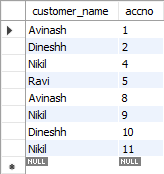 customer_name accno
Avinash 1
Dineshh 2
Nikil 4
Ravi 5
Avinash 8
Nikil 9
Dineshh 10
Nikil 11
NULL NULL